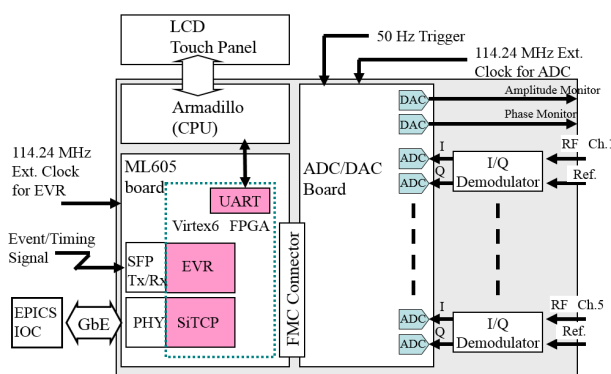 LCD
Touch Panel
50 Hz Trigger
114.24 MHz Ext.
Clock for ADC
Armadillo
(CPU)
DAC
Amplitude Monitor
DAC
Phase Monitor
114.24 MHz
Ext. Clock
for EVR
ML605
board
ADC/DAC
Board
ADC
I
ADC
Q
I/Q
Demodulator
RF Ch.
Ref.
UART
Virtex6 FPGA
Event/Timing
Signal
SFP
Tx/Rx
EVR
FMC Connector
EPICS
IOC
GbE
PHY
SiTCP
ADC
I
ADC
Q
I/Q
Demodulator
RF Ch.5
Ref.